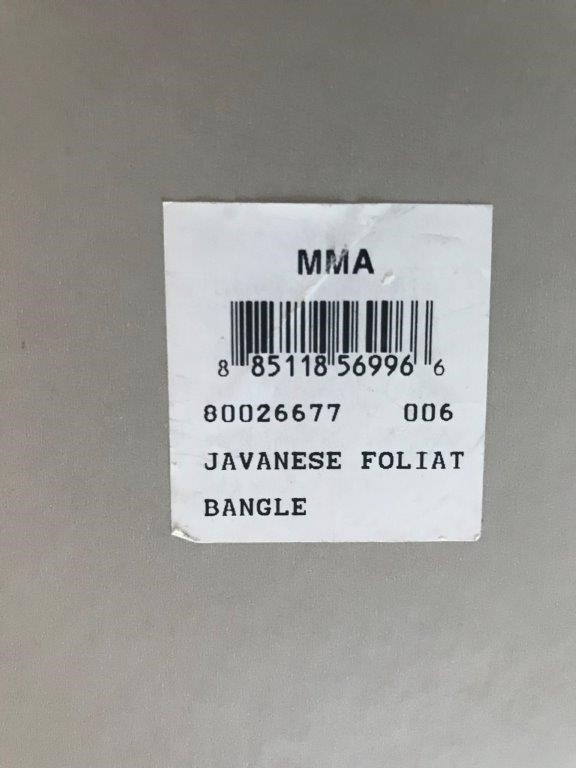 MMA
8 85118 56996 6
80026677 006
JAVANESE FOLIAT
BANGLE